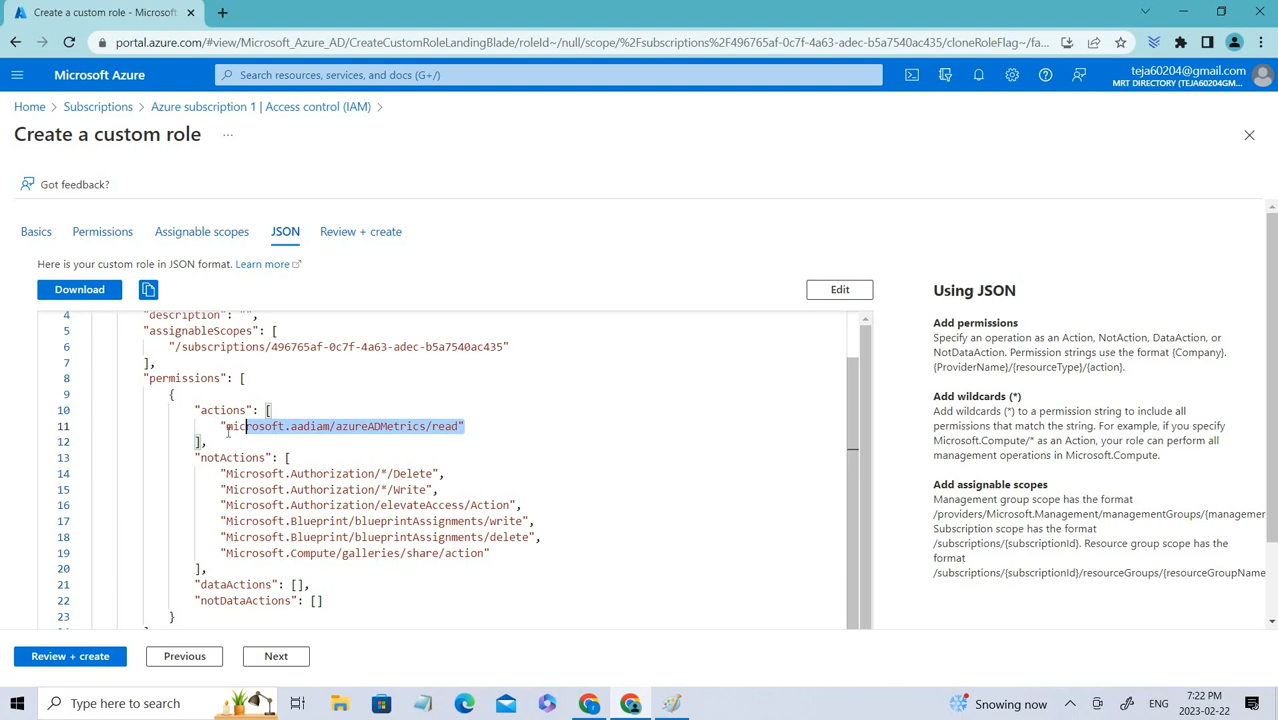 Create a custom role - Microsoft
portal.azure.com/#view/Microsoft_Azure_AD/CreateCustomRoleLandingBlade/roleId~/null/scope/%2Fsubscriptions%2F496765af-0c7f-4a63-adec-b5a7540ac435/cloneRoleFlag~/fa...
Microsoft Azure
Search resources, services, and docs (G+/)
teja60204@gmail.com
MRT DIRECTORY (TEJA60204GM...
Home > Subscriptions > Azure subscription 1 | Access control (IAM) >
Create a custom role ...
Got feedback?
Basics Permissions Assignable scopes JSON Review + create
Here is your custom role in JSON format. Learn more
Download
Edit
4 "description": "",
5 "assignableScopes": [
6 "/subscriptions/496765af-0c7f-4a63-adec-b5a7540ac435"
7 ],
8 "permissions": [
9 {
10 "actions": [
11 "microsoft.aadiam/azureADMetrics/read"
12 ],
13 "notActions": [
14 "Microsoft.Authorization/*/Delete",
15 "Microsoft.Authorization/*/Write",
16 "Microsoft.Authorization/elevateAccess/Action",
17 "Microsoft.Blueprint/blueprintAssignments/write",
18 "Microsoft.Blueprint/blueprintAssignments/delete",
19 "Microsoft.Compute/galleries/share/action"
20 ],
21 "dataActions": [],
22 "notDataActions": []
23 }
Using JSON
Add permissions
Specify an operation as an Action, NotAction, DataAction, or
NotDataAction. Permission strings use the format {Company}.
{ProviderName}/{resourceType}/{action}.
Add wildcards (*)
Add wildcards (*) to a permission string to include all
permissions that match the string. For example, if you specify
Microsoft.Compute/* as an Action, your role can perform all
management operations in Microsoft.Compute.
Add assignable scopes
Management group scope has the format
/providers/Microsoft.Management/managementGroups/{managemer
Subscription scope has the format
/subscriptions/{subscriptionId}. Resource group scope has the
format
/subscriptions/{subscriptionId}/resourceGroups/{resourceGroupName
Review + create
Previous
Next
Type here to search
Snowing now
ENG
7:22 PM
2023-02-22